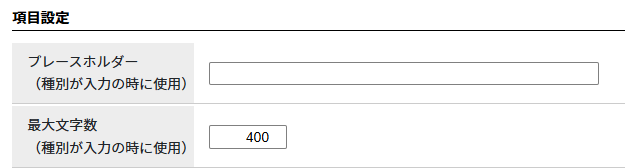 項目設定
プレースホルダー
（種別が入力の時に使用）
最大文字数
（種別が入力の時に使用）
400